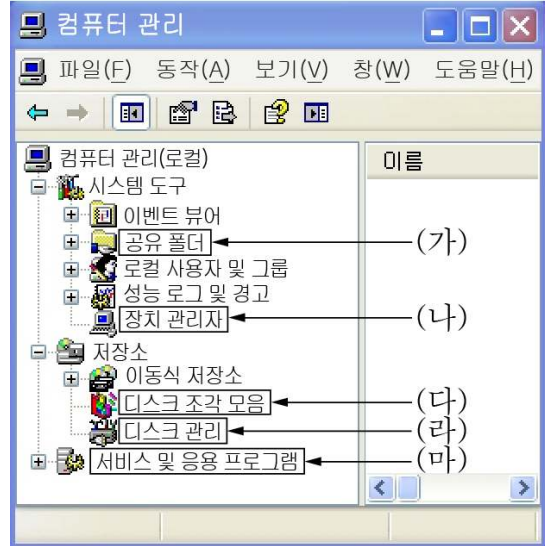 컴퓨터 관리
파일(F) 동작(A) 보기(V) 창(W) 도움말(H)
컴퓨터 관리(로컬)
이름
시스템 도구
이벤트 뷰어
공유 폴더 (가)
로컬 사용자 및 그룹
성능 로그 및 경고
장치 관리자 (나)
저장소
이동식 저장소
디스크 조각 모음 (다)
디스크 관리 (라)
서비스 및 응용 프로그램 (마)